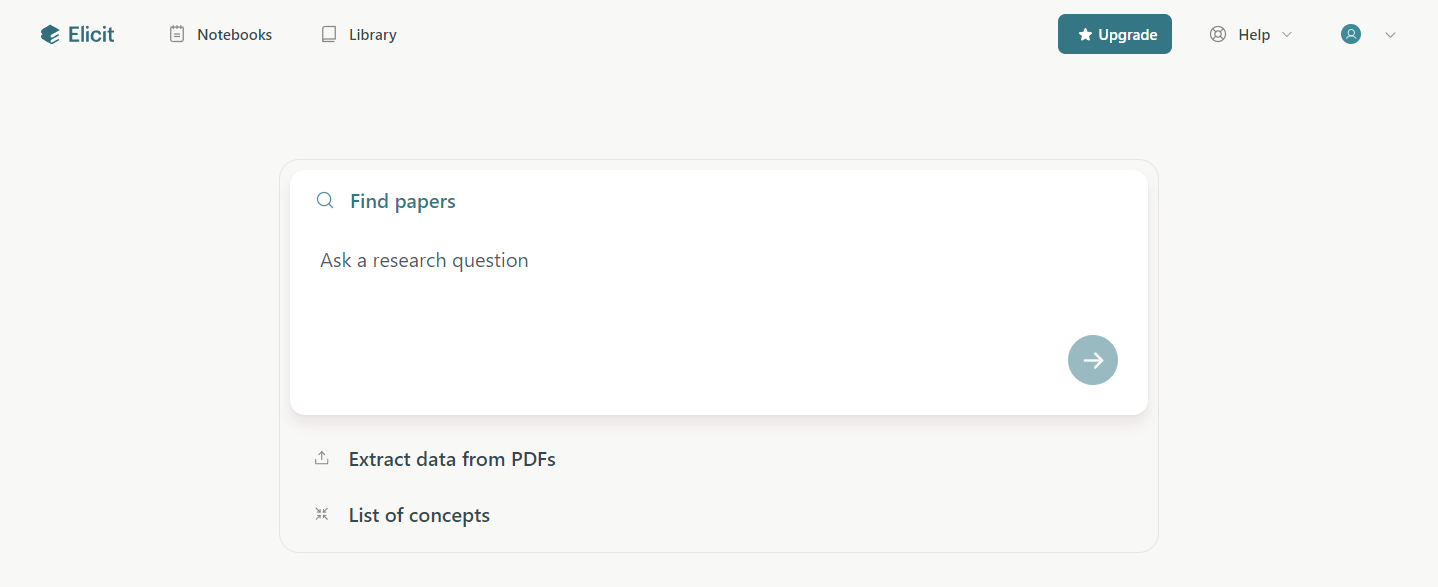 Elicit
Notebooks
Library
Upgrade
Help
Find papers
Ask a research question
Extract data from PDFs
List of concepts